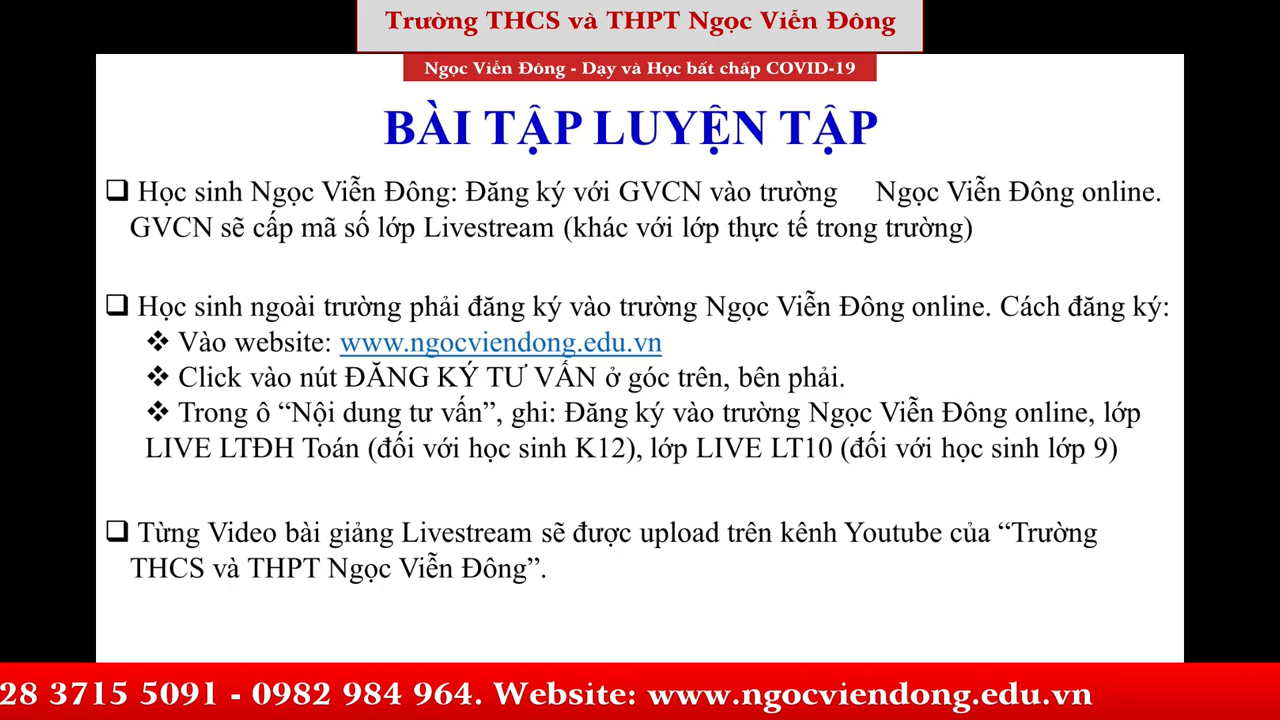 Trường THCS và THPT Ngọc Viễn Đông
Ngọc Viễn Đông - Dạy và Học bất chấp COVID-19
BÀI TẬP LUYỆN TẬP
❑ Học sinh Ngọc Viễn Đông: Đăng ký với GVCN vào trường Ngọc Viễn Đông online.
GVCN sẽ cấp mã số lớp Livestream (khác với lớp thực tế trong trường)
❑ Học sinh ngoài trường phải đăng ký vào trường Ngọc Viễn Đông online. Cách đăng ký:
❖ Vào website: www.ngocviendong.edu.vn
❖ Click vào nút ĐĂNG KÝ TƯ VẤN ở góc trên, bên phải.
❖ Trong ô “Nội dung tư vấn”, ghi: Đăng ký vào trường Ngọc Viễn Đông online, lớp
LIVE LTĐH Toán (đối với học sinh K12), lớp LIVE LT10 (đối với học sinh lớp 9)
❑ Từng Video bài giảng Livestream sẽ được upload trên kênh Youtube của “Trường
THCS và THPT Ngọc Viễn Đông”.
28 3715 5091 - 0982 984 964. Website: www.ngocviendong.edu.vn